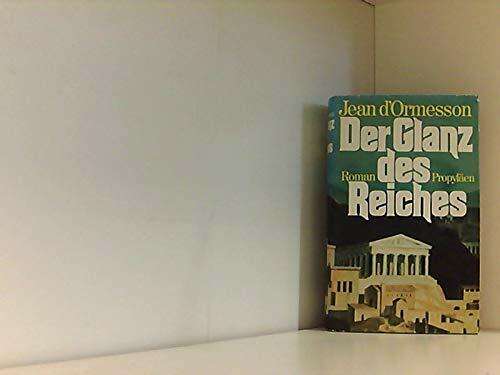 Jean d'Ormesson
Der Glanz
des
Roman Propyläen
Reiches